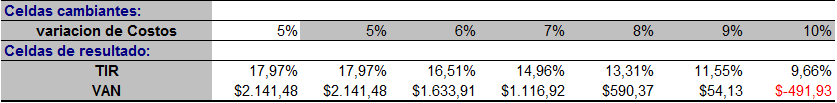 Celdas cambiantes:
variacion de Costos 5% 5% 6% 7% 8% 9% 10%
Celdas de resultado:
TIR 17,97% 17,97% 16,51% 14,96% 13,31% 11,55% 9,66%
VAN $2.141,48 $2.141,48 $1.633,91 $1.116,92 $590,37 $54,13 $-491,93